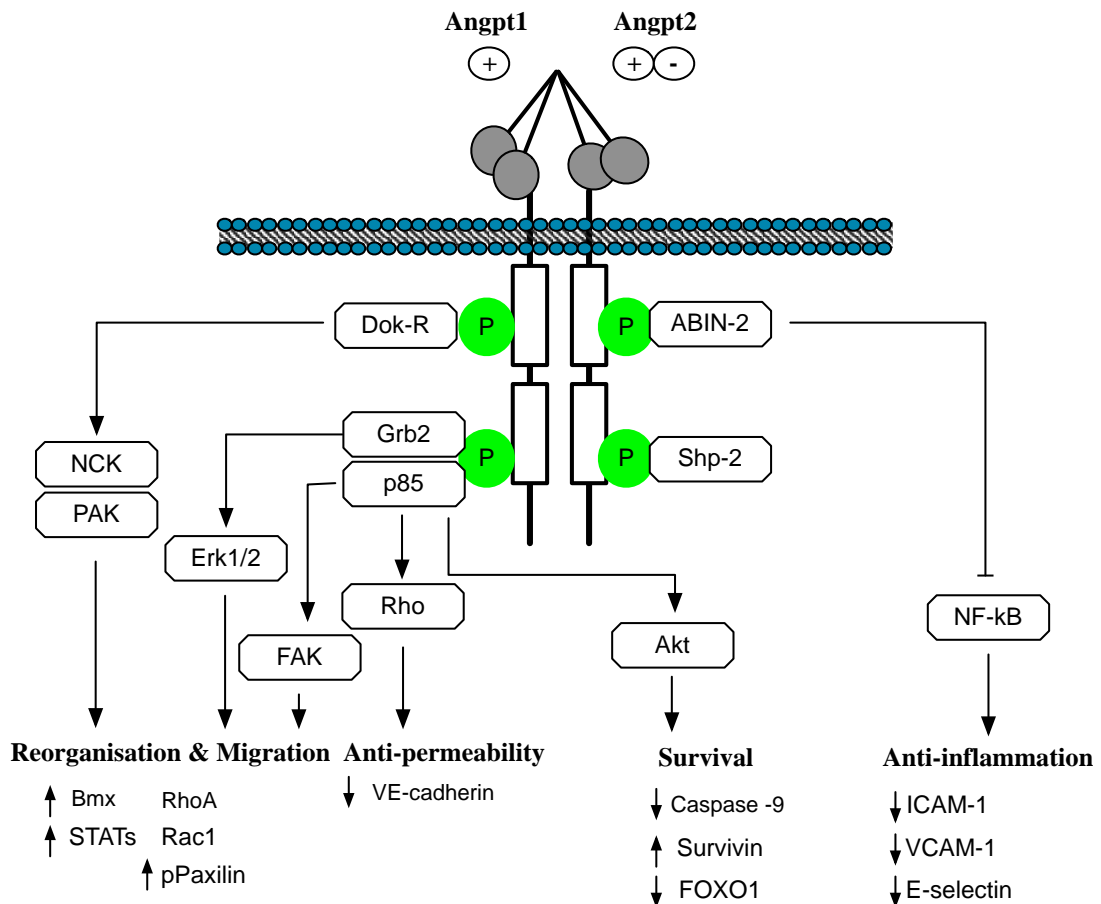 Angpt1 Angpt2
+ + -
Dok-R P P ABIN-2
Grb2
NCK P P Shp-2
p85
PAK
Erk1/2
Rho NF-kB
FAK Akt
Reorganisation & Migration Anti-permeability Survival Anti-inflammation
Bmx RhoA VE-cadherin Caspase -9 ICAM-1
STATs Rac1 Survivin VCAM-1
pPaxilin FOXO1 E-selectin